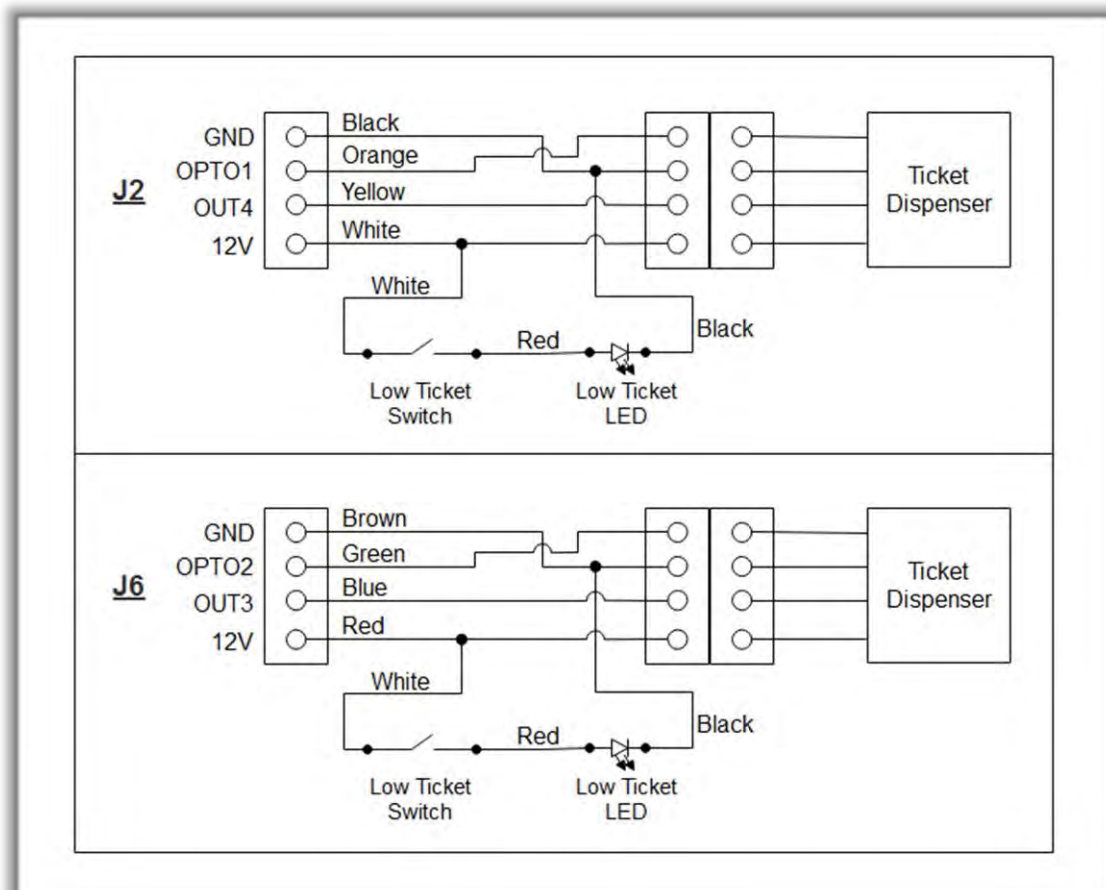 GND
Black
OPTO1
Orange
J2
OUT4
Yellow
12V
White
Ticket
Dispenser
White
Red
Black
Low Ticket
Switch
Low Ticket
LED
GND
Brown
OPTO2
Green
J6
OUT3
Blue
12V
Red
Ticket
Dispenser
White
Red
Black
Low Ticket
Switch
Low Ticket
LED